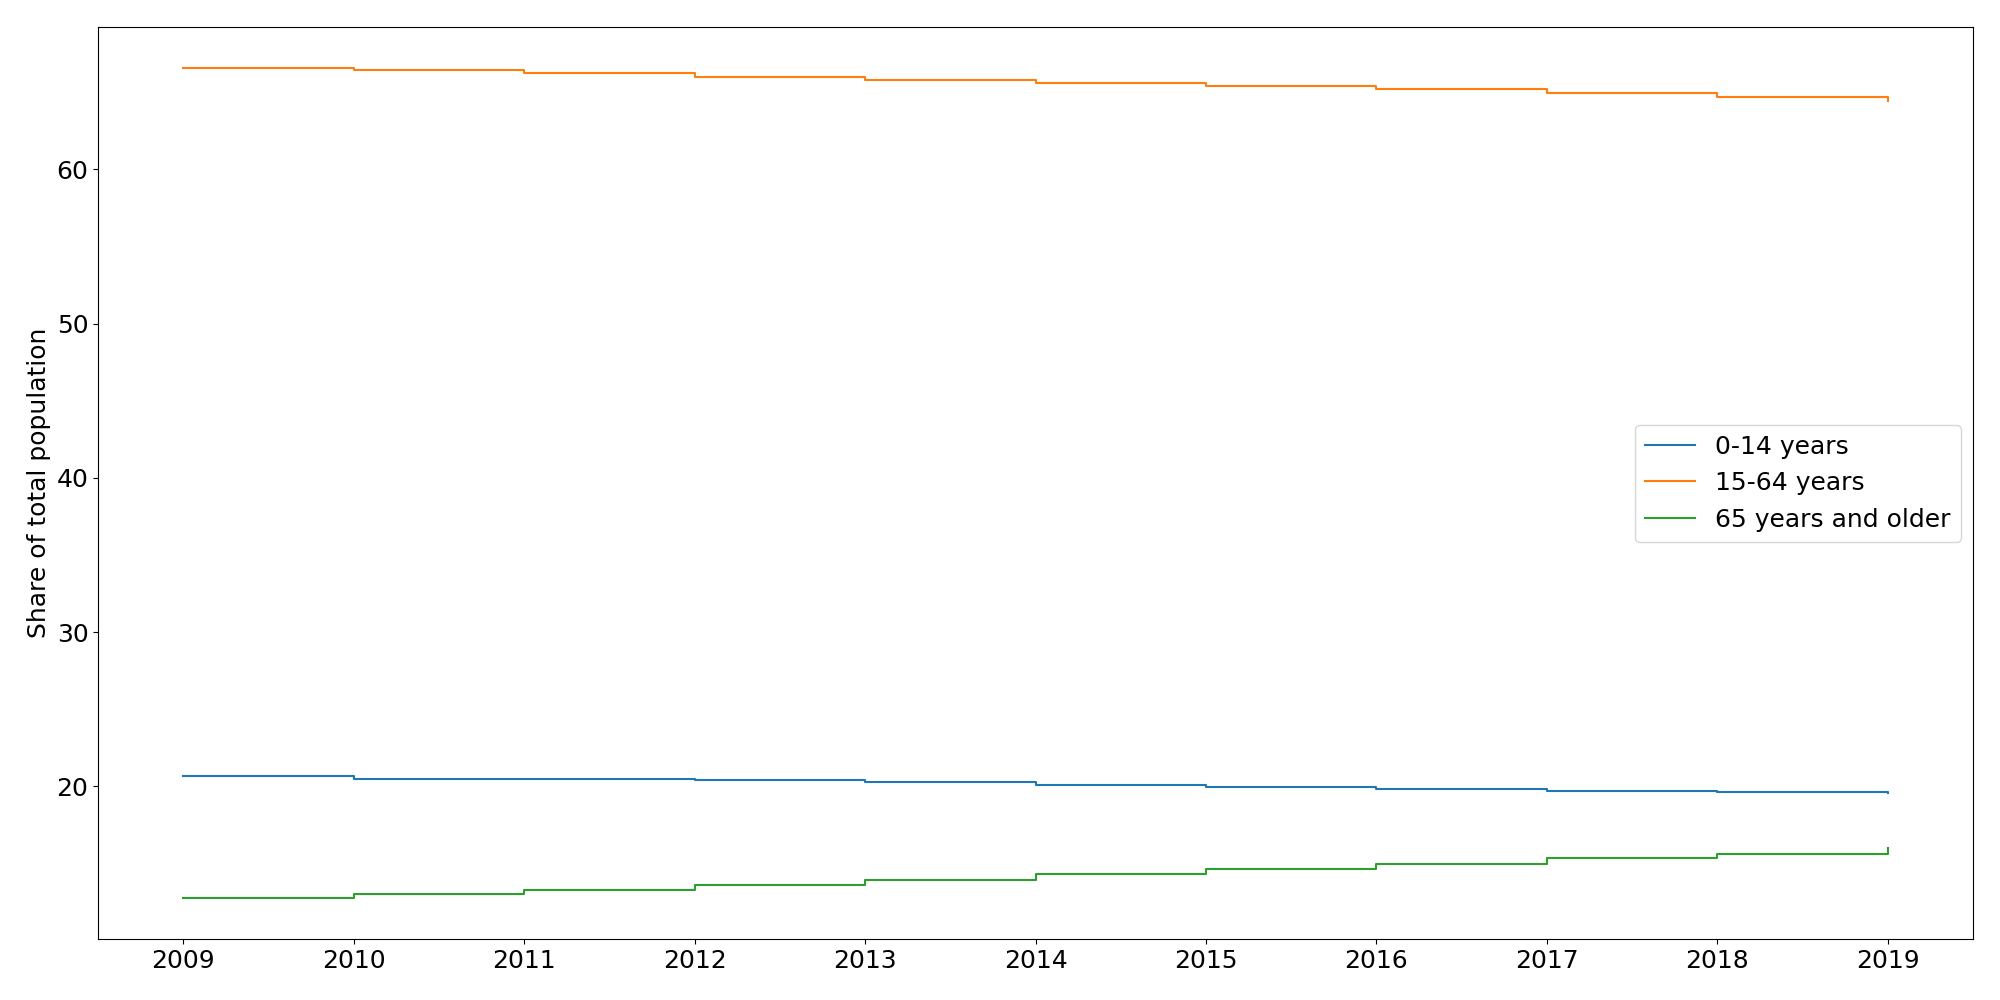 Share of total population
60
50
40
30
20
2009 2010 2011 2012 2013 2014 2015 2016 2017 2018 2019
0-14 years
15-64 years
65 years and older